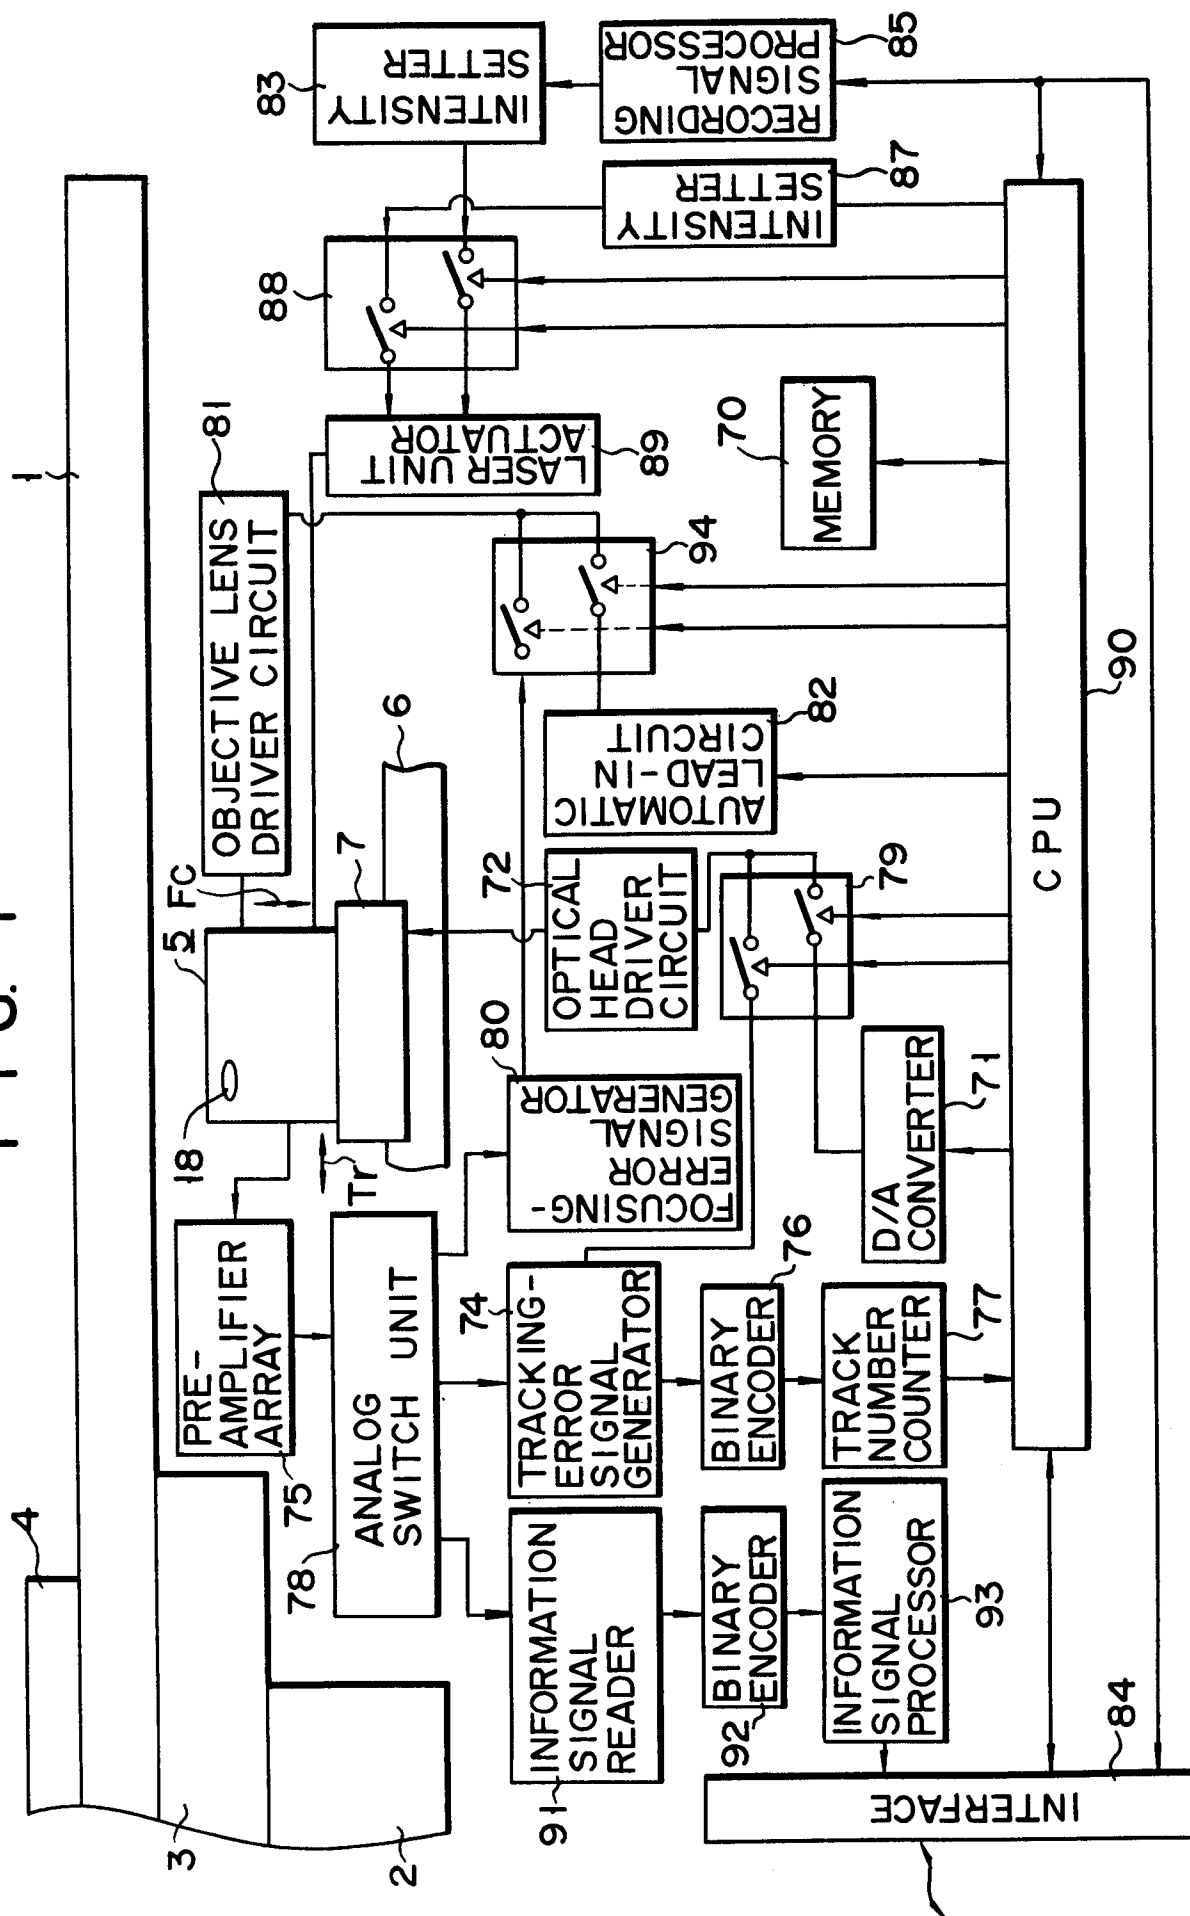 FIG. 1
1
4
3
2
18
5
Fc
Tr
7
6
OBJECTIVE LENS
DRIVER CIRCUIT
81
PRE-
AMPLIFIER
ARRAY
75
ANALOG
SWITCH UNIT
78
LASER UNIT
ACTUATOR
89
88
INTENSITY
SETTER
83
INFORMATION
SIGNAL
READER
91
TRACKING-
ERROR
SIGNAL
GENERATOR
74
FOCUSING-
ERROR
SIGNAL
GENERATOR
80
OPTICAL
HEAD
DRIVER
CIRCUIT
72
AUTOMATIC
LEAD-IN
CIRCUIT
82
94
INTENSITY
SETTER
87
RECORDING
SIGNAL
PROCESSOR
85
BINARY
ENCODER
92
BINARY
ENCODER
76
79
MEMORY
70
INFORMATION
SIGNAL
PROCESSOR
93
TRACK
NUMBER
COUNTER
77
D/A
CONVERTER
71
CPU
90
INTERFACE
84